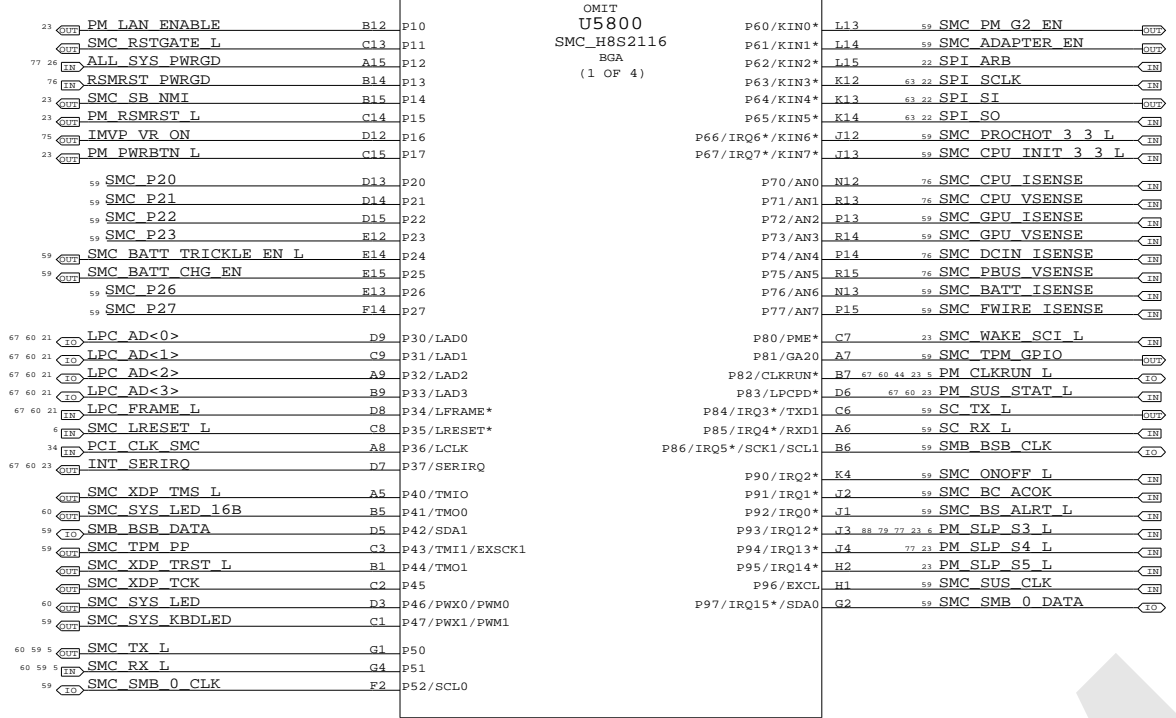 OMIT
U5800
SMC_H8S2116
BGA
(1 OF 4)
23 OUT PM_LAN_ENABLE B12 P10
OUT SMC_RSTGATE_L C13 P11
77 26 IN ALL_SYS_PWRGD A15 P12
76 IN RSMRST_PWRGD B14 P13
23 OUT SMC_SB_NMI B15 P14
23 OUT PM_RSMRST_L C14 P15
75 OUT IMVP_VR_ON D12 P16
23 OUT PM_PWRBTN_L C15 P17
59 SMC_P20 D13 P20
59 SMC_P21 D14 P21
59 SMC_P22 D15 P22
59 SMC_P23 E12 P23
59 OUT SMC_BATT_TRICKLE_EN_L E14 P24
59 OUT SMC_BATT_CHG_EN E15 P25
59 SMC_P26 E13 P26
59 SMC_P27 F14 P27
67 60 21 IO LPC_AD<0> D9 P30/LAD0
67 60 21 IO LPC_AD<1> C9 P31/LAD1
67 60 21 IO LPC_AD<2> A9 P32/LAD2
67 60 21 IO LPC_AD<3> B9 P33/LAD3
67 60 21 IN LPC_FRAME_L D8 P34/LFRAME*
6 IN SMC_LRESET_L C8 P35/LRESET*
34 IN PCI_CLK_SMC A8 P36/LCLK
67 60 23 OUT INT_SERIRQ D7 P37/SERIRQ
OUT SMC_XDP_TMS_L A5 P40/TMIO
60 OUT SMC_SYS_LED_16B B5 P41/TMO0
59 IO SMB_BSB_DATA D5 P42/SDA1
59 OUT SMC_TPM_PP C3 P43/TMI1/EXSCK1
OUT SMC_XDP_TRST_L B1 P44/TMO1
OUT SMC_XDP_TCK C2 P45
60 OUT SMC_SYS_LED D3 P46/PWX0/PWM0
59 OUT SMC_SYS_KBDLED C1 P47/PWX1/PWM1
60 59 5 OUT SMC_TX_L G1 P50
60 59 5 IN SMC_RX_L G4 P51
59 IO SMC_SMB_0_CLK F2 P52/SCL0
P60/KIN0* L13 59 SMC_PM_G2_EN OUT
P61/KIN1* L14 59 SMC_ADAPTER_EN OUT
P62/KIN2* L15 22 SPI_ARB IN
P63/KIN3* K12 63 22 SPI_SCLK IN
P64/KIN4* K13 63 22 SPI_SI OUT
P65/KIN5* K14 63 22 SPI_SO IN
P66/IRQ6*/KIN6* J12 59 SMC_PROCHOT_3_3_L IN
P67/IRQ7*/KIN7* J13 59 SMC_CPU_INIT_3_3_L IN
P70/AN0 N12 76 SMC_CPU_ISENSE IN
P71/AN1 R13 76 SMC_CPU_VSENSE IN
P72/AN2 P13 59 SMC_GPU_ISENSE IN
P73/AN3 R14 59 SMC_GPU_VSENSE IN
P74/AN4 P14 76 SMC_DCIN_ISENSE IN
P75/AN5 R15 76 SMC_PBUS_VSENSE IN
P76/AN6 N13 59 SMC_BATT_ISENSE IN
P77/AN7 P15 59 SMC_FWIRE_ISENSE IN
P80/PME* C7 23 SMC_WAKE_SCI_L IN
P81/GA20 A7 59 SMC_TPM_GPIO OUT
P82/CLKRUN* B7 67 60 44 23 5 PM_CLKRUN_L IO
P83/LPCPD* D6 67 60 23 PM_SUS_STAT_L IN
P84/IRQ3*/TXD1 C6 59 SC_TX_L OUT
P85/IRQ4*/RXD1 A6 59 SC_RX_L IN
P86/IRQ5*/SCK1/SCL1 B6 59 SMB_BSB_CLK IO
P90/IRQ2* K4 59 SMC_ONOFF_L IN
P91/IRQ1* J2 59 SMC_BC_ACOK IN
P92/IRQ0* J1 59 SMC_BS_ALRT_L IN
P93/IRQ12* J3 88 79 77 23 6 PM_SLP_S3_L IN
P94/IRQ13* J4 77 23 PM_SLP_S4_L IN
P95/IRQ14* H2 23 PM_SLP_S5_L IN
P96/EXCL H1 59 SMC_SUS_CLK IN
P97/IRQ15*/SDA0 G2 59 SMC_SMB_0_DATA IO